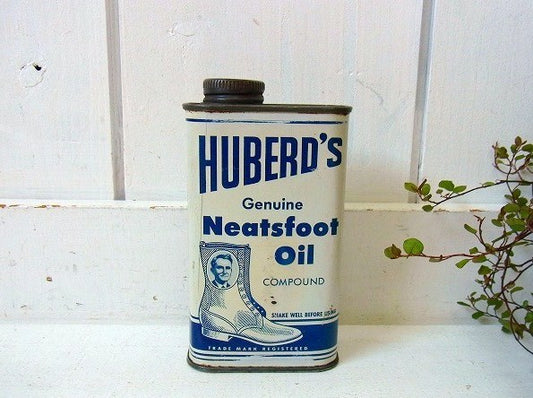 HUBERD'S
Genuine
Neatsfoot
Oil
COMPOUND
SHAKE WELL BEFORE USING
TRADE MARK REGISTERED